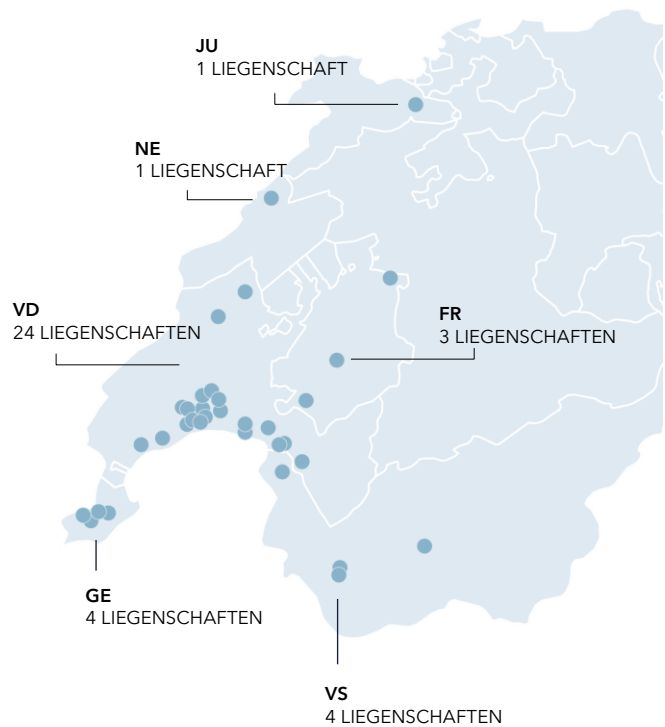 JU
1 LIEGENSCHAFT
NE
1 LIEGENSCHAFT
VD
24 LIEGENSCHAFTEN
FR
3 LIEGENSCHAFTEN
GE
4 LIEGENSCHAFTEN
VS
4 LIEGENSCHAFTEN